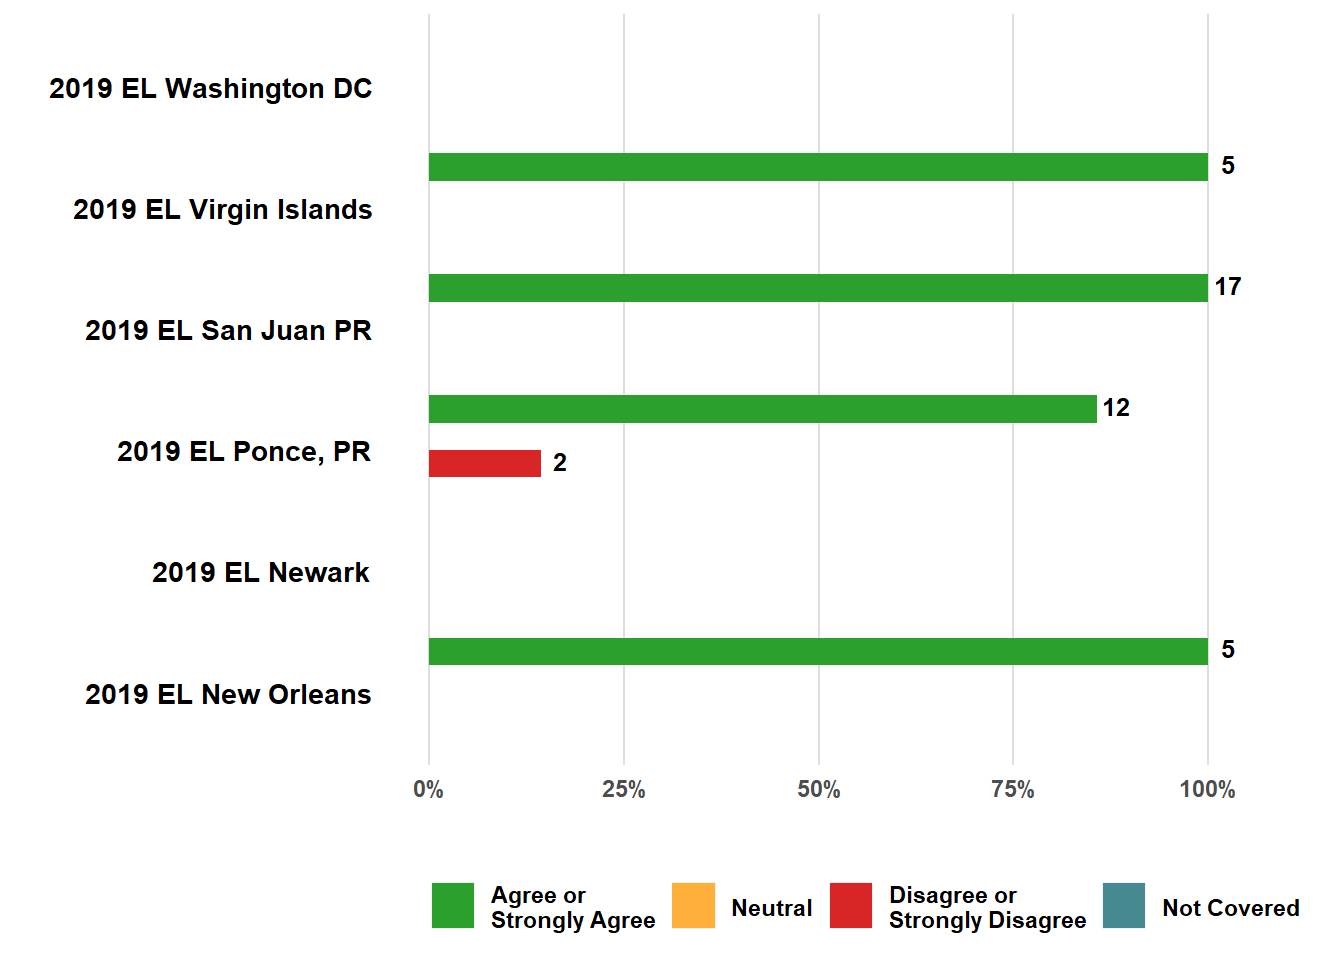 2019 EL Washington DC
5
2019 EL Virgin Islands
17
2019 EL San Juan PR
12
2019 EL Ponce, PR
2
2019 EL Newark
5
2019 EL New Orleans
0% 25% 50% 75% 100%
Agree or
Strongly Agree
Neutral
Disagree or
Strongly Disagree
Not Covered